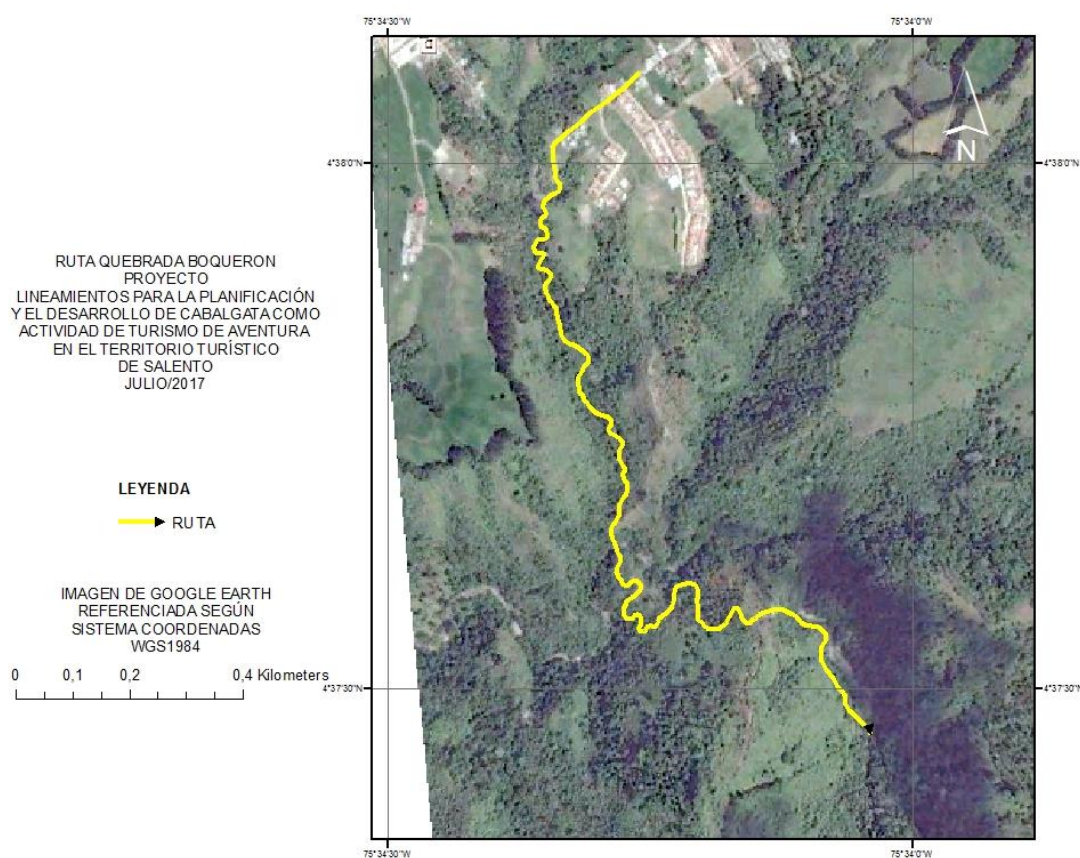 75°34'30"W
75°34'0"W
4°38'0"N
4°38'0"N
N
RUTA QUEBRADA BOQUERON
PROYECTO
LINEAMIENTOS PARA LA PLANIFICACIÓN
Y EL DESARROLLO DE CABALGATA COMO
ACTIVIDAD DE TURISMO DE AVENTURA
EN EL TERRITORIO TURÍSTICO
DE SALENTO
JULIO/2017
LEYENDA
RUTA
IMAGEN DE GOOGLE EARTH
REFERENCIADA SEGÚN
SISTEMA COORDENADAS
WGS1984
0 0,1 0,2 0,4 Kilometers
4°37'30"N
4°37'30"N
75°34'30"W
75°34'0"W